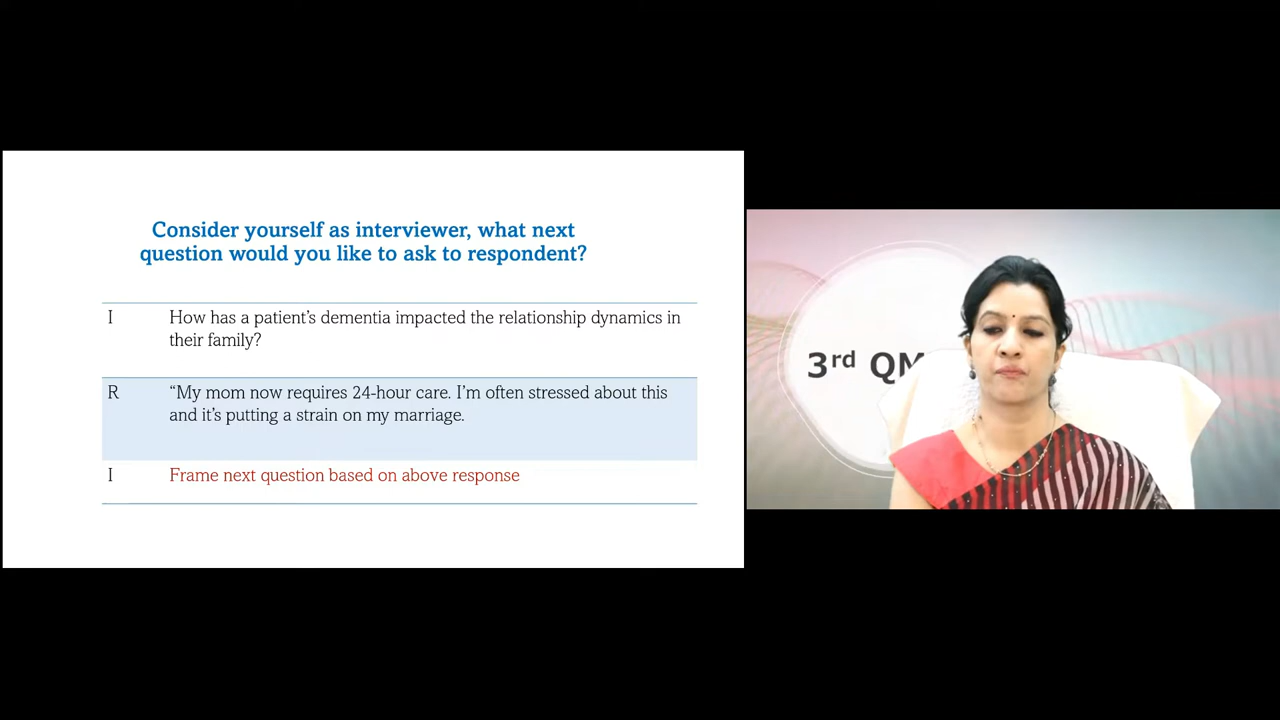 Consider yourself as interviewer, what next
question would you like to ask to respondent?
I How has a patient's dementia impacted the relationship dynamics in
their family?
R “My mom now requires 24-hour care. I'm often stressed about this
and it's putting a strain on my marriage.
I Frame next question based on above response
3rd QM